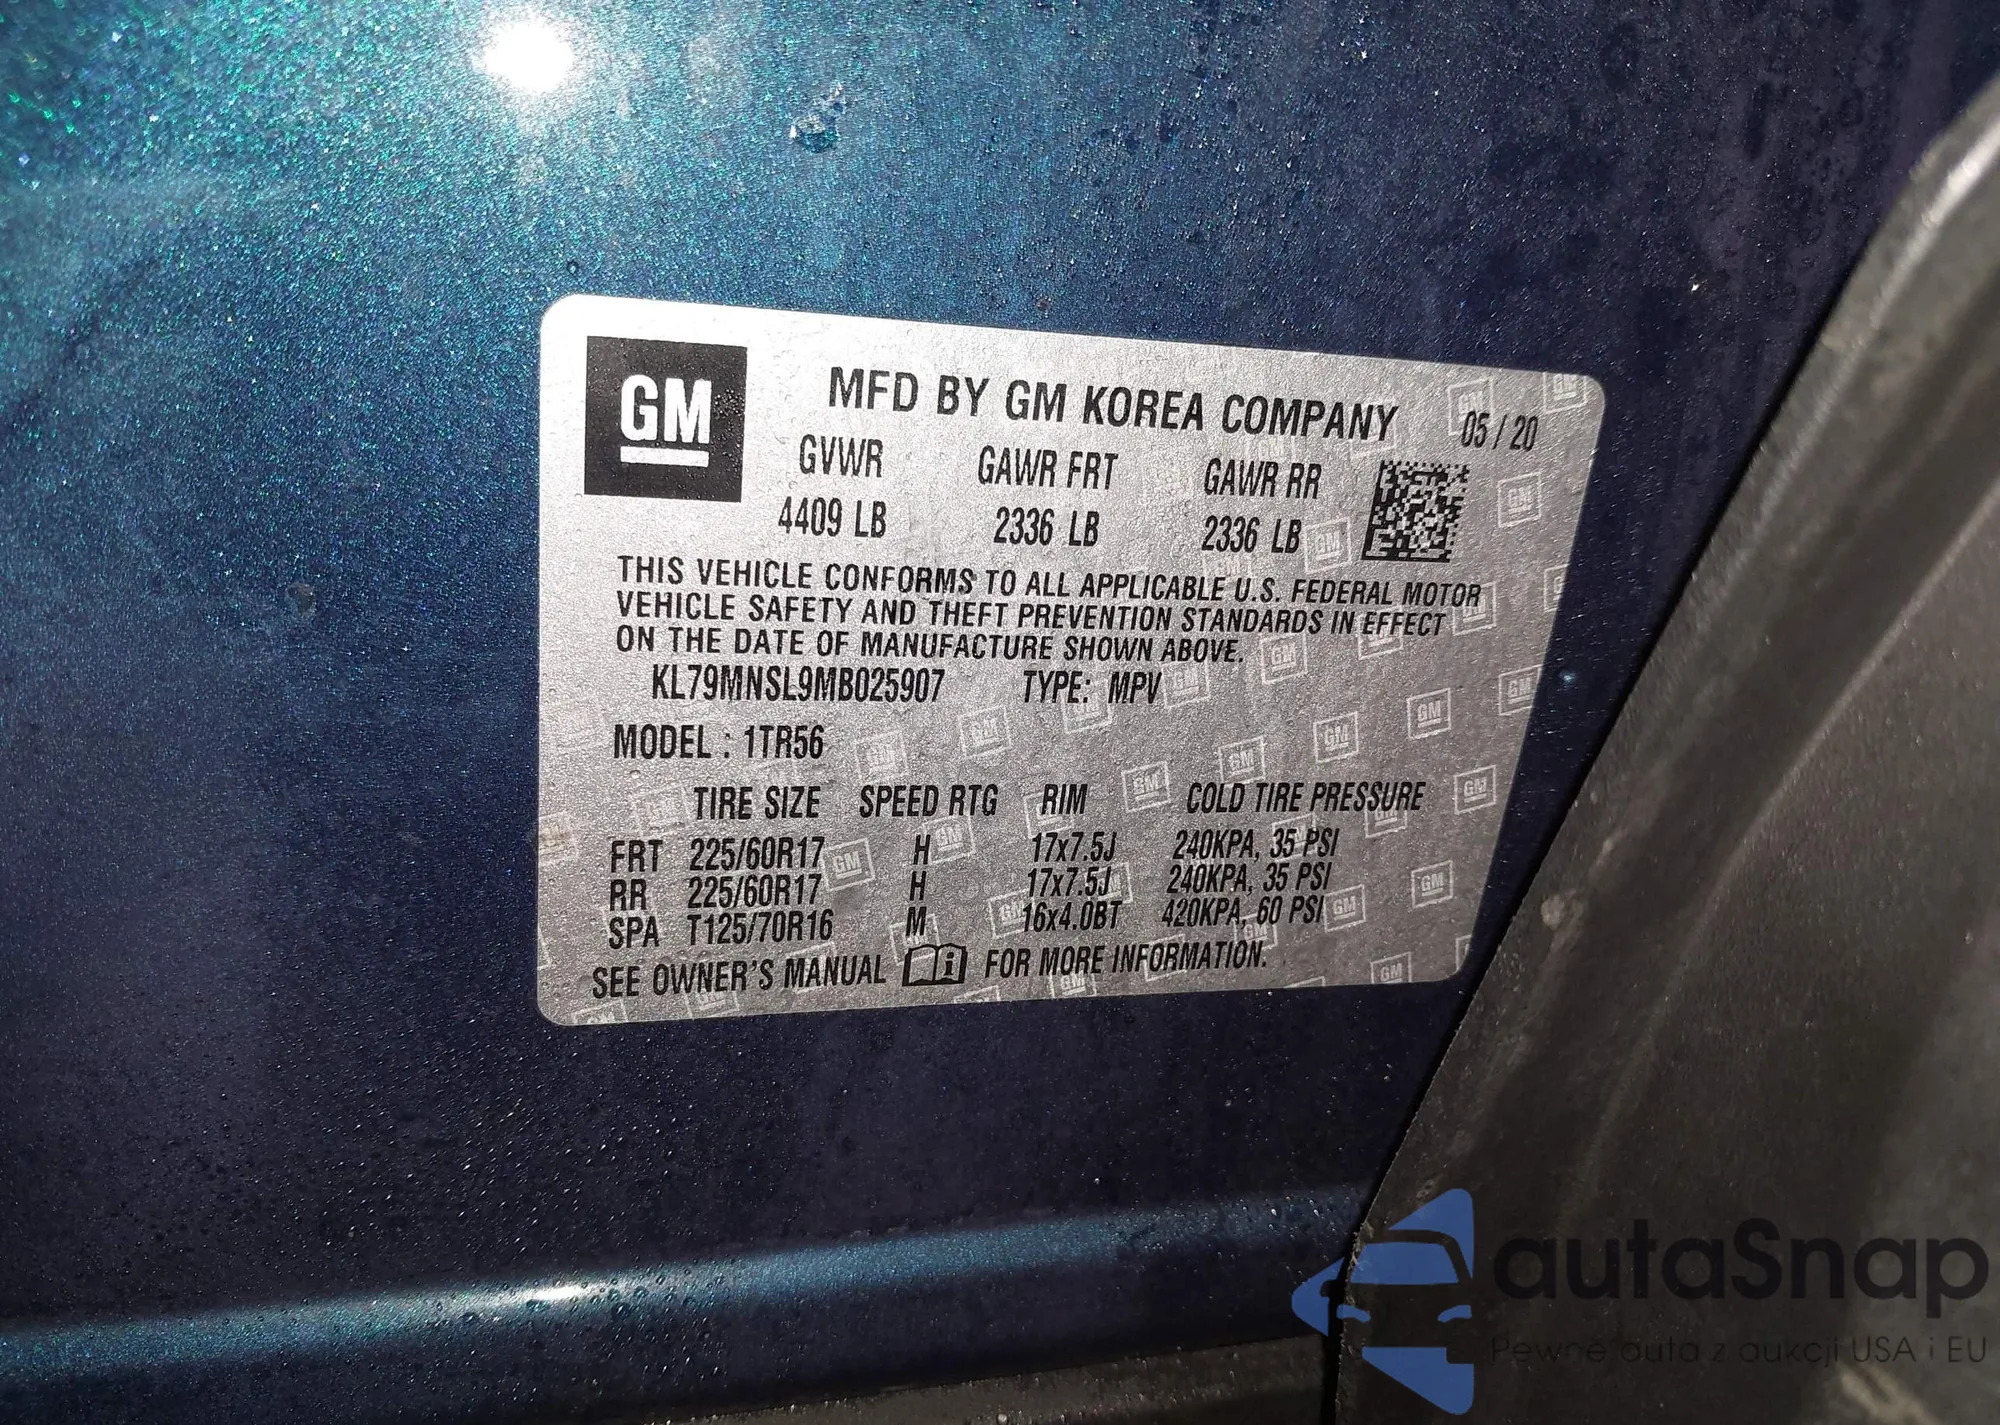 GM
MFD BY GM KOREA COMPANY 05 / 20
GVWR GAWR FRT GAWR RR
4409 LB 2336 LB 2336 LB
THIS VEHICLE CONFORMS TO ALL APPLICABLE U.S. FEDERAL MOTOR
VEHICLE SAFETY AND THEFT PREVENTION STANDARDS IN EFFECT
ON THE DATE OF MANUFACTURE SHOWN ABOVE.
KL79MNSL9MB025907 TYPE: MPV
MODEL : 1TR56
TIRE SIZE SPEED RTG RIM COLD TIRE PRESSURE
FRT 225/60R17 H 17x7.5J 240KPA, 35 PSI
RR 225/60R17 H 17x7.5J 240KPA, 35 PSI
SPA T125/70R16 M 16x4.0BT 420KPA, 60 PSI
SEE OWNER'S MANUAL i FOR MORE INFORMATION.
autaSnap
Pewne auta z aukcji USA i EU